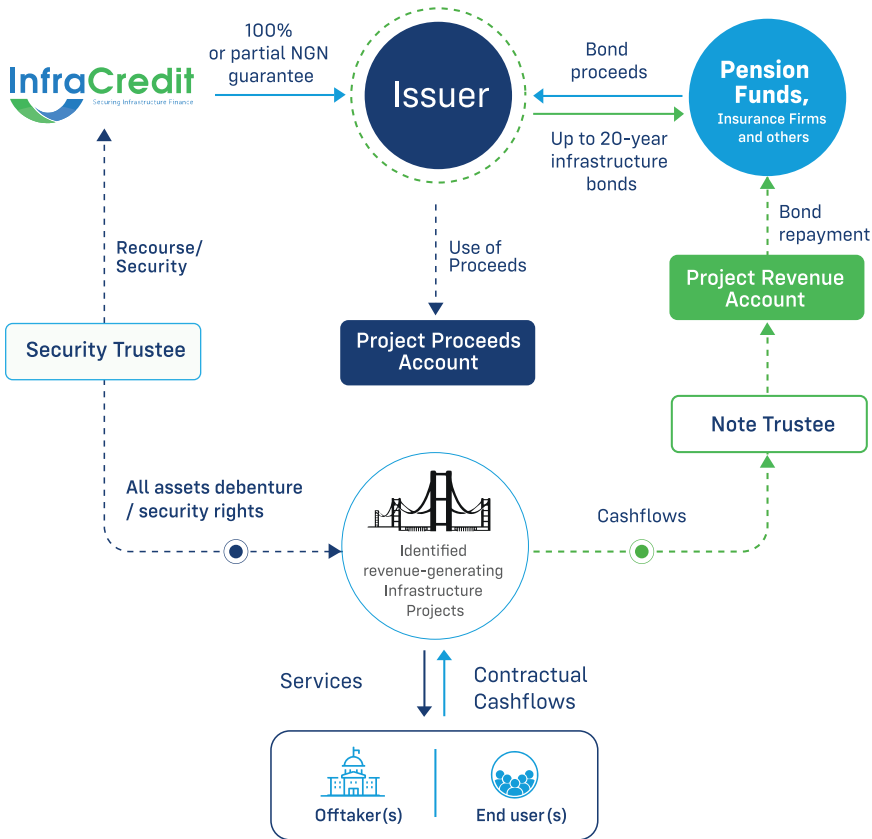 100%
or partial NGN
guarantee
InfraCredit
Securing Infrastructure Finance
Issuer
Bond
proceeds
Up to 20-year
infrastructure
bonds
Pension
Funds,
Insurance Firms
and others
Recourse/
Security
Use of
Proceeds
Bond
repayment
Project Revenue
Account
Security Trustee
Project Proceeds
Account
Note Trustee
All assets debenture
/ security rights
Identified
revenue-generating
Infrastructure
Projects
Cashflows
Services
Contractual
Cashflows
Offtaker(s)
End user(s)